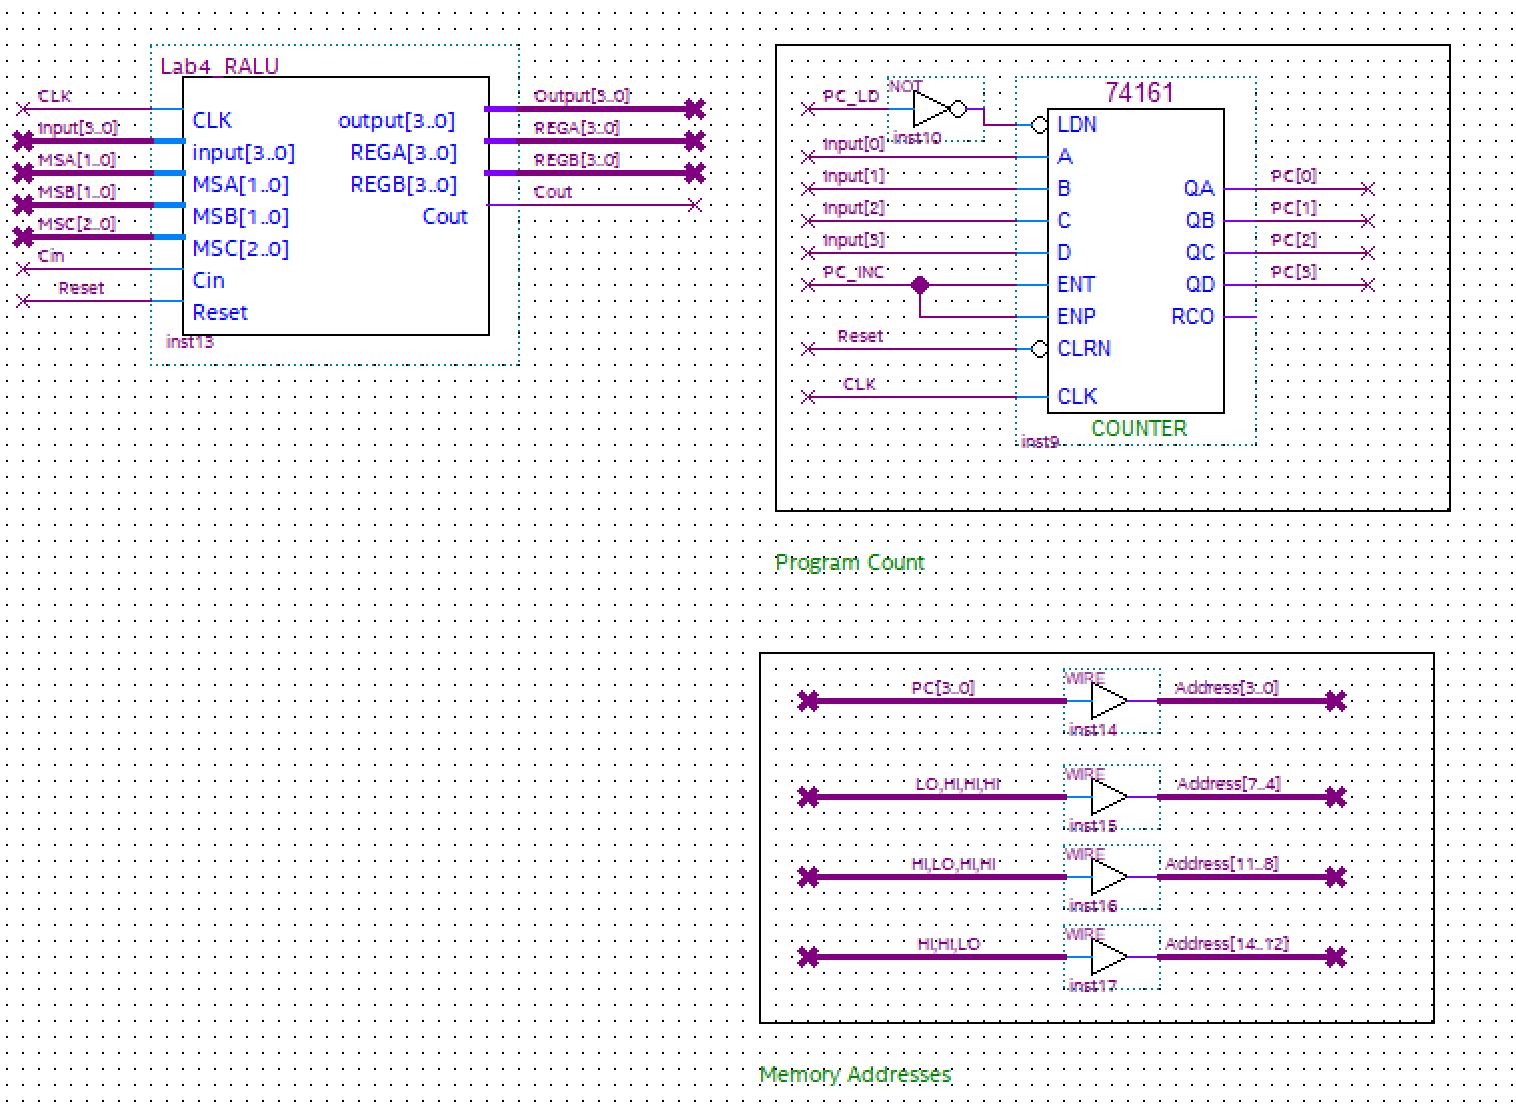 Lab4_RALU
CLK
Input[3..0]
MSA[1..0]
MSB[1..0]
MSC[2..0]
Cin
Reset
CLK
input[3..0]
MSA[1..0]
MSB[1..0]
MSC[2..0]
Cin
Reset
output[3..0]
REGA[3..0]
REGB[3..0]
Cout
Output[3..0]
REGA[3..0]
REGB[3..0]
Cout
inst13
PC_LD
NOT
inst10
Input[0]
Input[1]
Input[2]
Input[3]
PC_INC
Reset
CLK
74161
LDN
A
B
C
D
ENT
ENP
CLRN
CLK
QA
QB
QC
QD
RCO
PC[0]
PC[1]
PC[2]
PC[3]
inst9
COUNTER
Program Count
PC[3..0]
WIRE
inst14
Address[3..0]
LO,HI,HI,HI
WIRE
inst15
Address[7..4]
HI,LO,HI,HI
WIRE
inst16
Address[11..8]
HI,HI,LO
WIRE
inst17
Address[14..12]
Memory Addresses